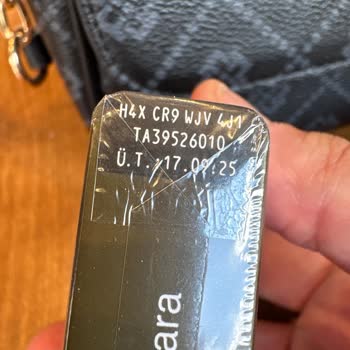 H4X CR9 WJV 4J1
TA39526010
Ü.T. 17.09.25
ara